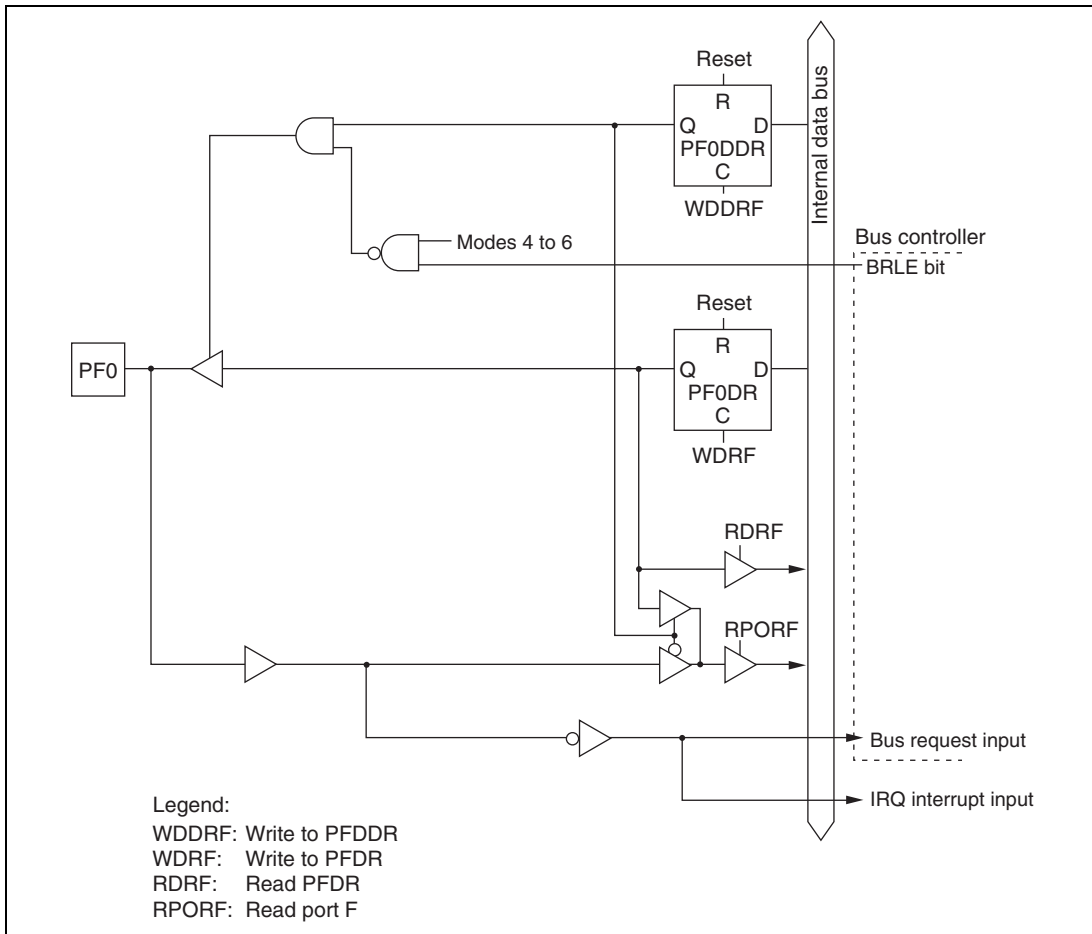 Reset
R
Q D
PF0DDR
C
WDDRF
Internal data bus
Modes 4 to 6
Bus controller
BRLE bit
Reset
R
PF0
Q D
PF0DR
C
WDRF
RDRF
RPORF
Bus request input
IRQ interrupt input
Legend:
WDDRF: Write to PFDDR
WDRF: Write to PFDR
RDRF: Read PFDR
RPORF: Read port F